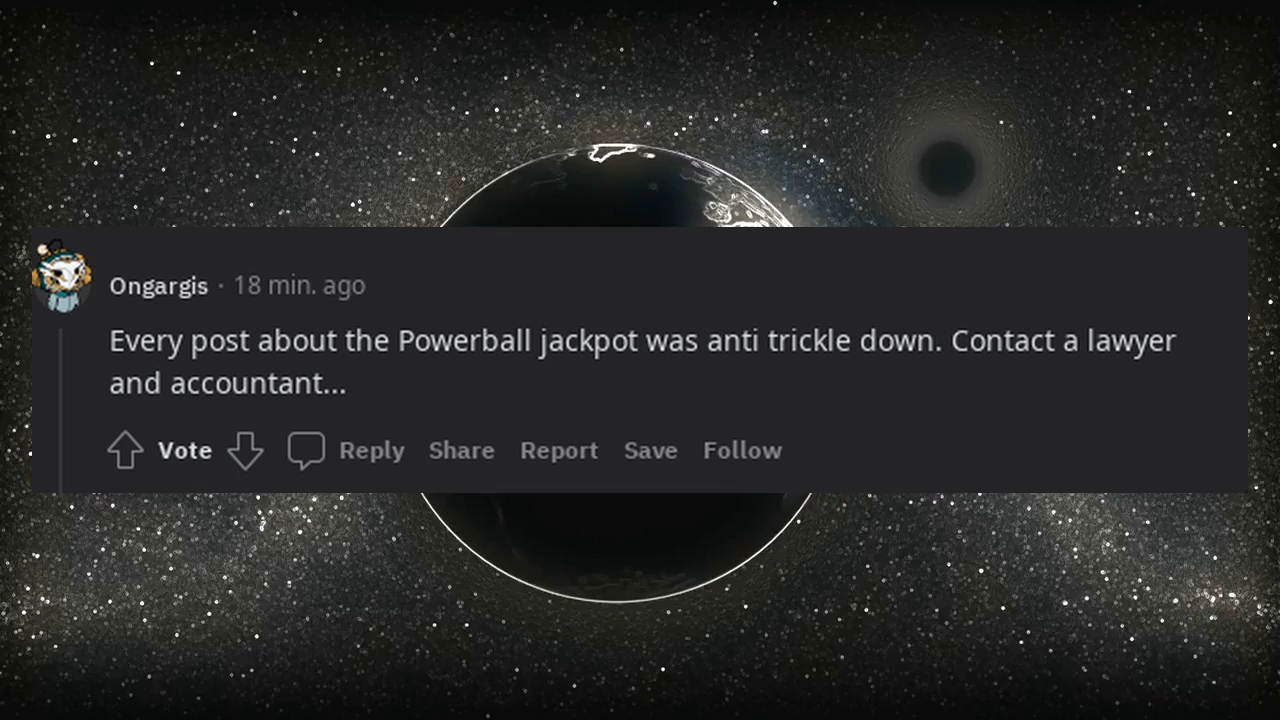 Ongargis · 18 min. ago
Every post about the Powerball jackpot was anti trickle down. Contact a lawyer
and accountant...
Vote Reply Share Report Save Follow